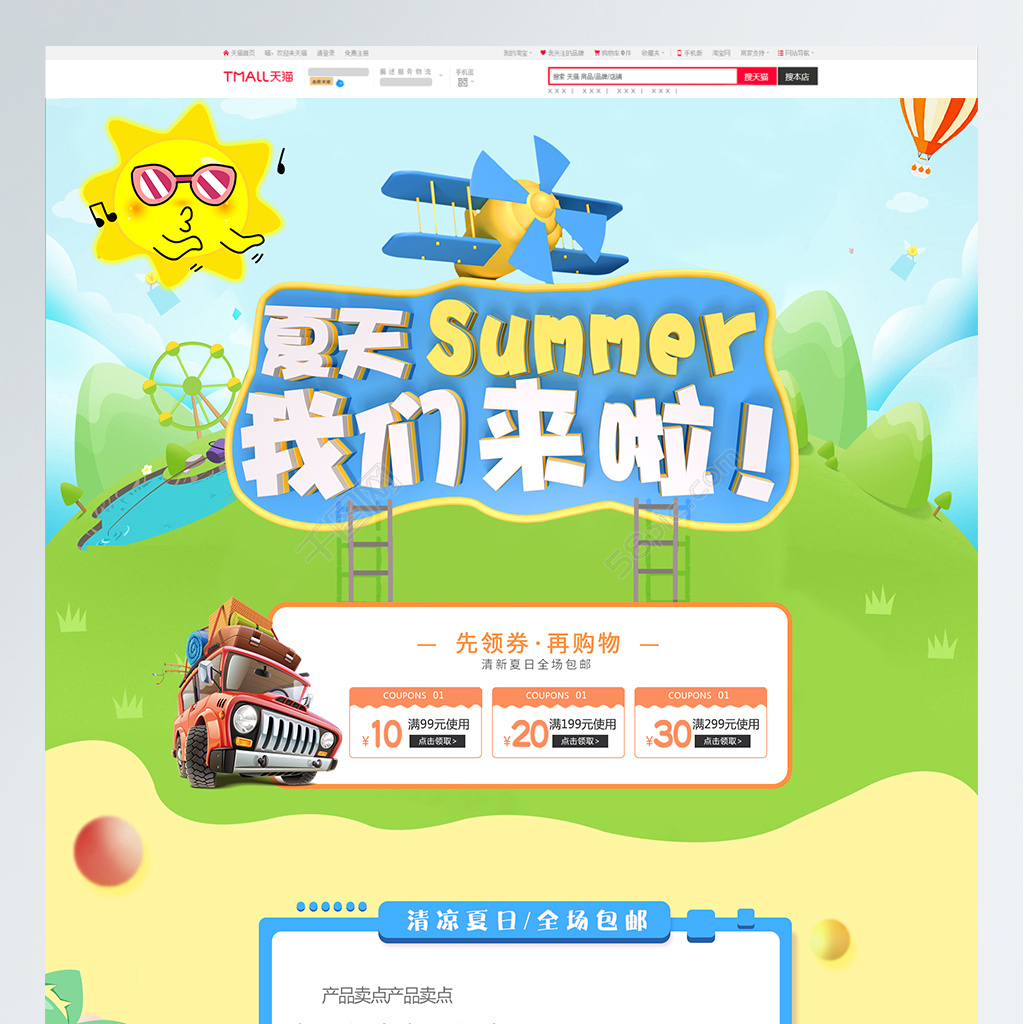 天猫首页 喵，欢迎来天猫 请登录 免费注册 我的淘宝 我关注的品牌 购物车0件 收藏夹 手机版 淘宝网 商家支持 网站导航
TMALL天猫 描述服务物流 手机逛 搜索 天猫 商品/品牌/店铺 搜天猫 搜本店
XXX | XXX | XXX | XXX |
夏天 Summer
我们来啦！
千图网 58pic.com
— 先领券·再购物 —
清新夏日全场包邮
COUPONS 01 COUPONS 01 COUPONS 01
¥10 满99元使用 ¥20 满199元使用 ¥30 满299元使用
点击领取> 点击领取> 点击领取>
清凉夏日/全场包邮
产品卖点产品卖点